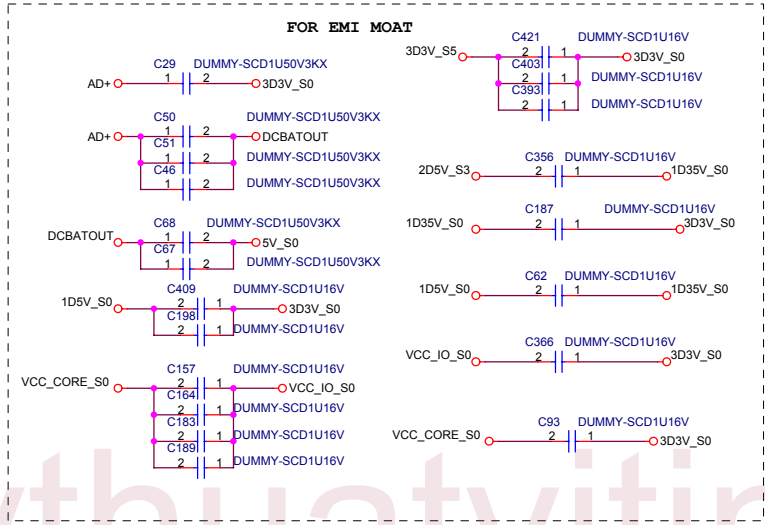 FOR EMI MOAT
C29 DUMMY-SCD1U50V3KX
AD+ 1 2 3D3V_S0
C50 DUMMY-SCD1U50V3KX
AD+ 1 2 DCBATOUT
C51 DUMMY-SCD1U50V3KX
1 2
C46 DUMMY-SCD1U50V3KX
1 2
C68 DUMMY-SCD1U50V3KX
DCBATOUT 1 2 5V_S0
C67 DUMMY-SCD1U50V3KX
1 2
C409 DUMMY-SCD1U16V
1D5V_S0 2 1 3D3V_S0
C198 DUMMY-SCD1U16V
2 1
C157 DUMMY-SCD1U16V
VCC_CORE_S0 2 1 VCC_IO_S0
C164 DUMMY-SCD1U16V
2 1
C183 DUMMY-SCD1U16V
2 1
C189 DUMMY-SCD1U16V
2 1
C421 DUMMY-SCD1U16V
3D3V_S5 2 1 3D3V_S0
C403 DUMMY-SCD1U16V
2 1
C393 DUMMY-SCD1U16V
2 1
C356 DUMMY-SCD1U16V
2D5V_S3 2 1 1D35V_S0
C187 DUMMY-SCD1U16V
1D35V_S0 2 1 3D3V_S0
C62 DUMMY-SCD1U16V
1D5V_S0 2 1 1D35V_S0
C366 DUMMY-SCD1U16V
VCC_IO_S0 2 1 3D3V_S0
C93 DUMMY-SCD1U16V
VCC_CORE_S0 2 1 3D3V_S0